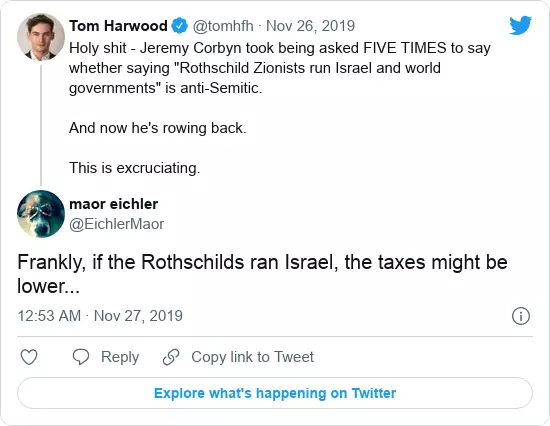 Tom Harwood @tomhfh · Nov 26, 2019
Holy shit - Jeremy Corbyn took being asked FIVE TIMES to say
whether saying "Rothschild Zionists run Israel and world
governments" is anti-Semitic.
And now he's rowing back.
This is excruciating.
maor eichler
@EichlerMaor
Frankly, if the Rothschilds ran Israel, the taxes might be
lower...
12:53 AM · Nov 27, 2019
Reply
Copy link to Tweet
Explore what's happening on Twitter